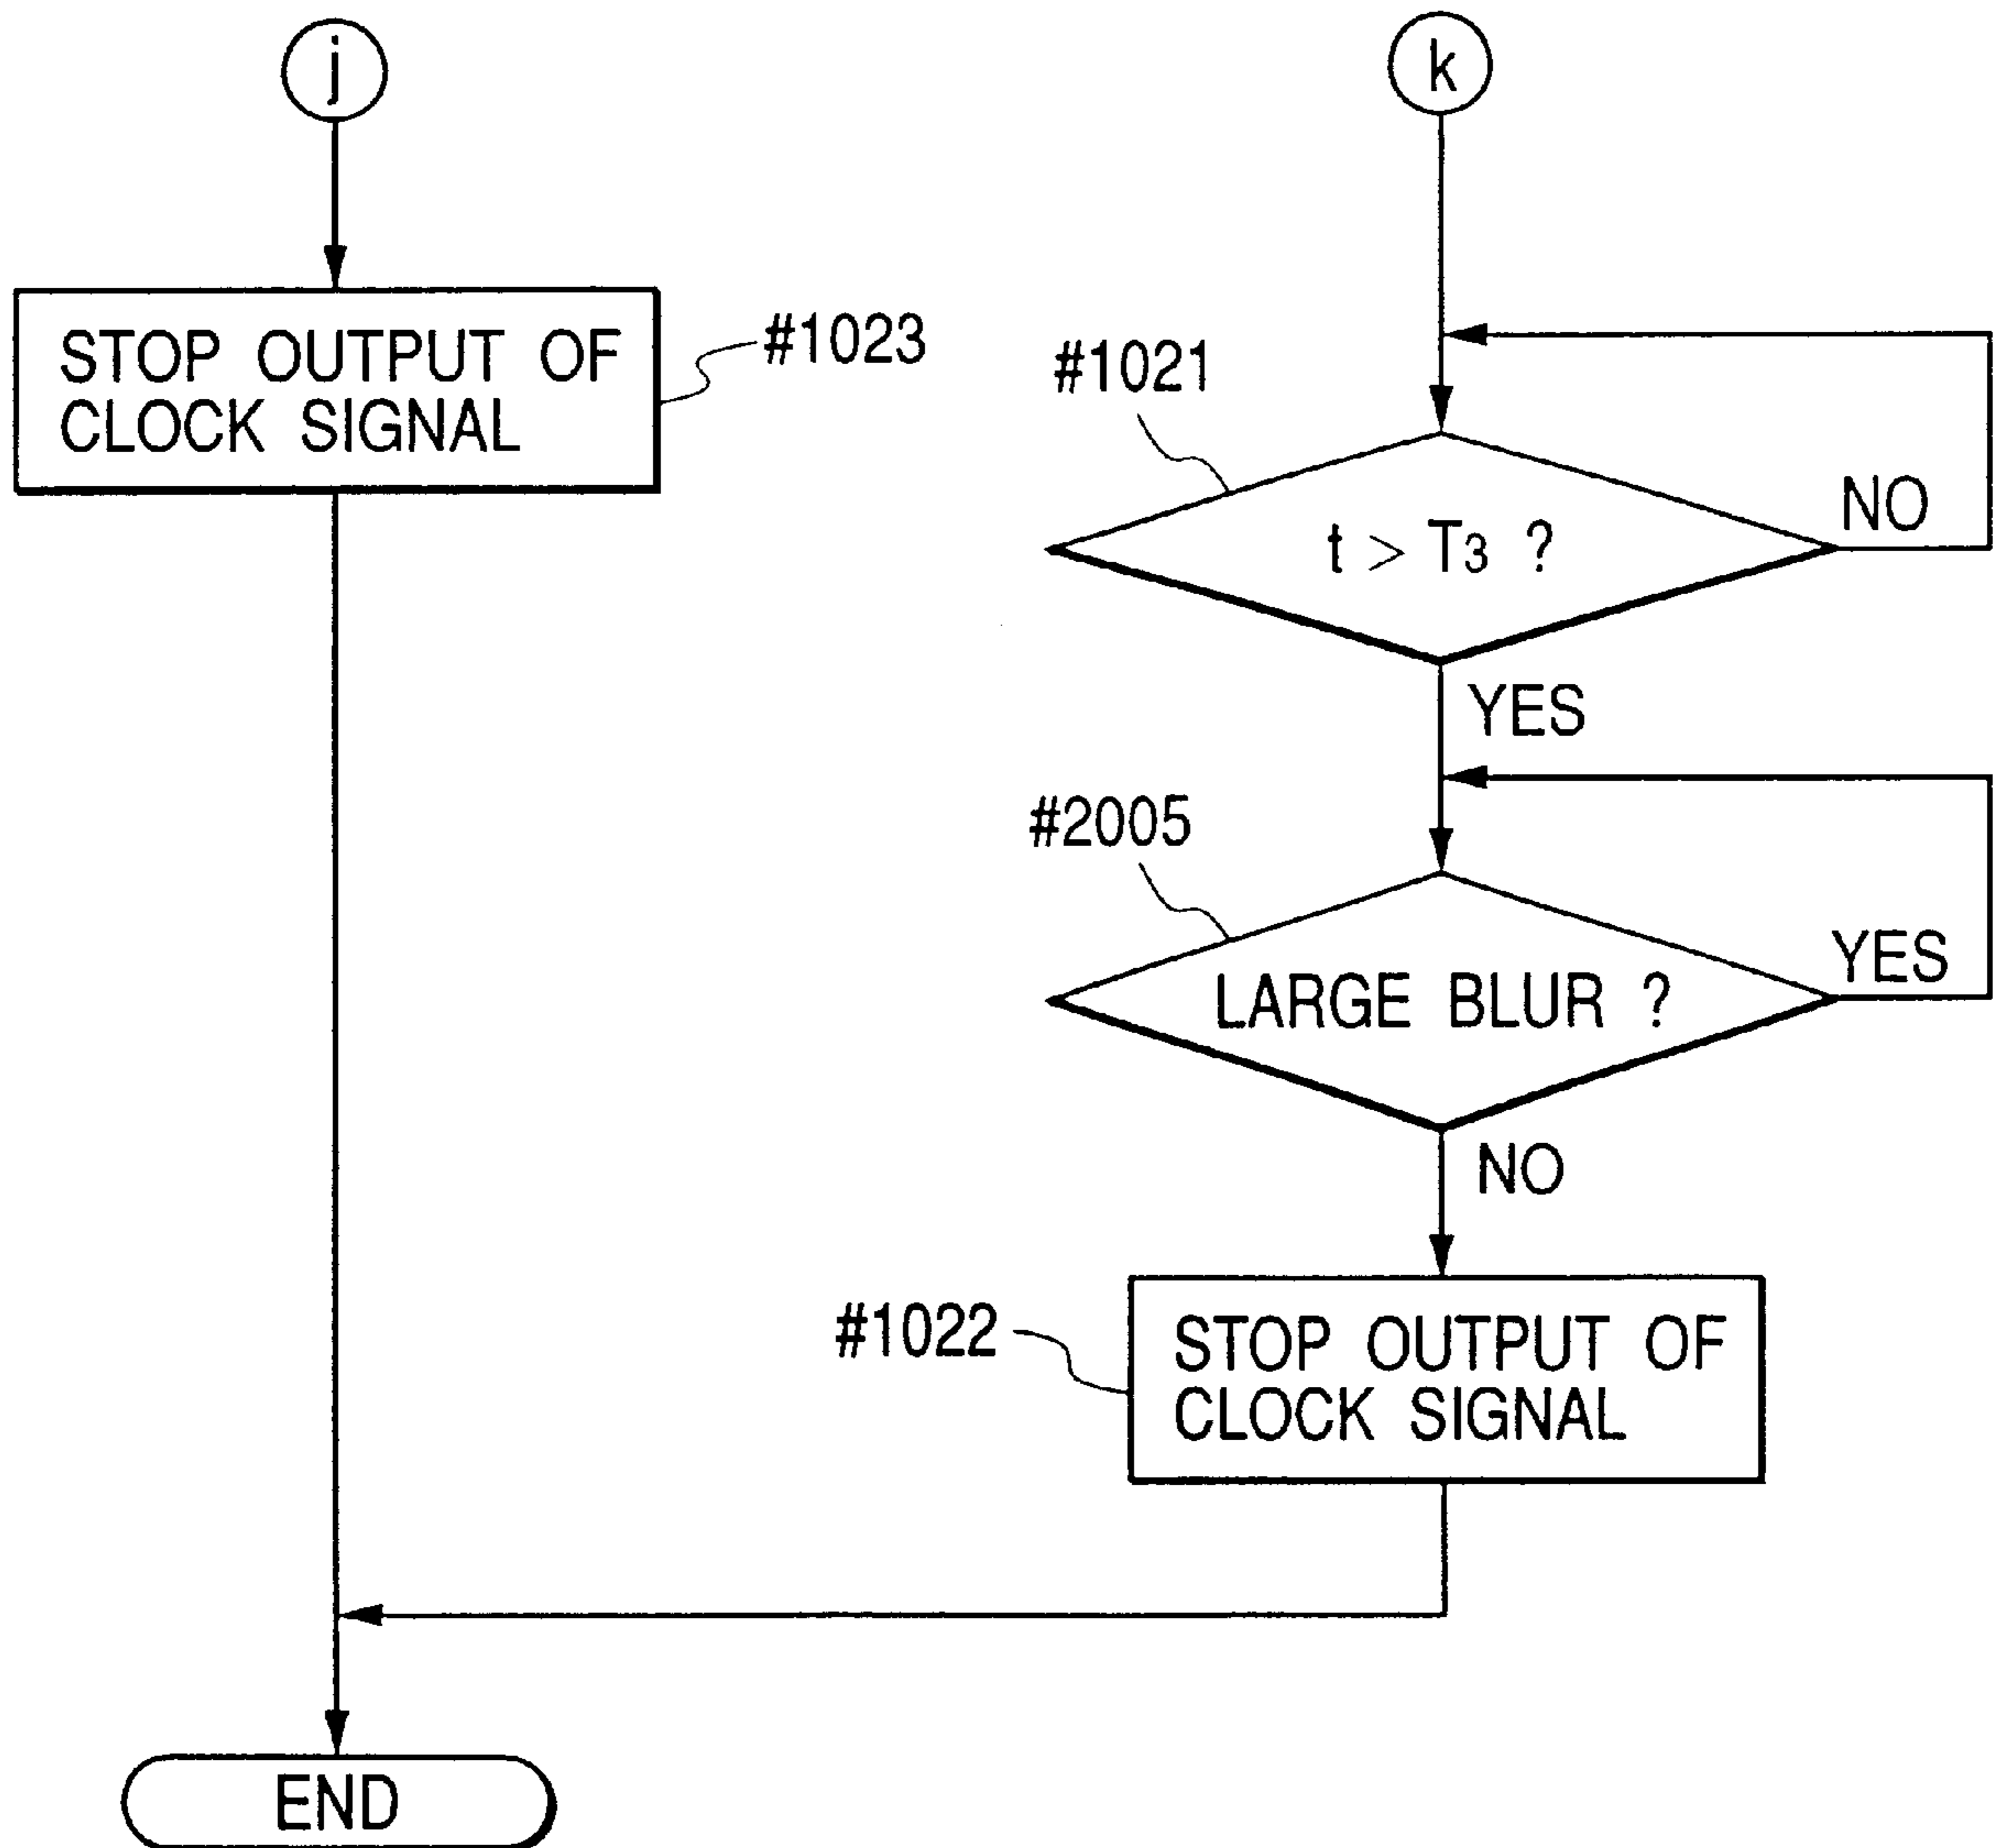 j
k
STOP OUTPUT OF
CLOCK SIGNAL
#1023
#1021
t > T3 ?
NO
YES
#2005
LARGE BLUR ?
YES
NO
#1022
STOP OUTPUT OF
CLOCK SIGNAL
END